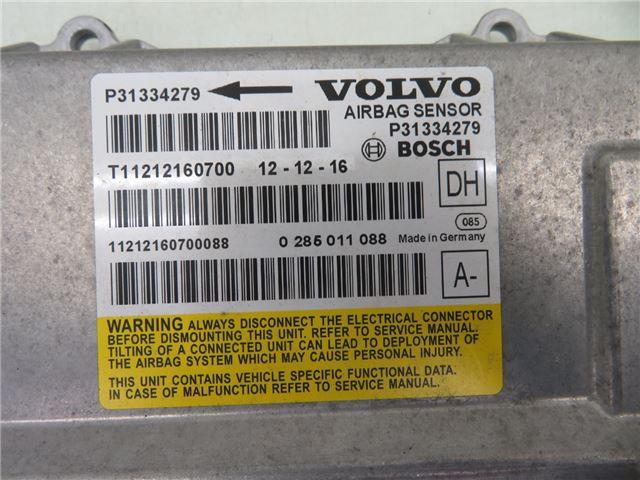 P31334279 VOLVO
AIRBAG SENSOR
P31334279
BOSCH
T11212160700 12 - 12 - 16
DH
085
11212160700088 0 285 011 088 Made in Germany
A-
WARNING ALWAYS DISCONNECT THE ELECTRICAL CONNECTOR
BEFORE DISMOUNTING THIS UNIT. REFER TO SERVICE MANUAL.
TILTING OF A CONNECTED UNIT CAN LEAD TO DEPLOYMENT OF
THE AIRBAG SYSTEM WHICH MAY CAUSE PERSONAL INJURY.
THIS UNIT CONTAINS VEHICLE SPECIFIC FUNCTIONAL DATA.
IN CASE OF MALFUNCTION REFER TO SERVICE MANUAL.